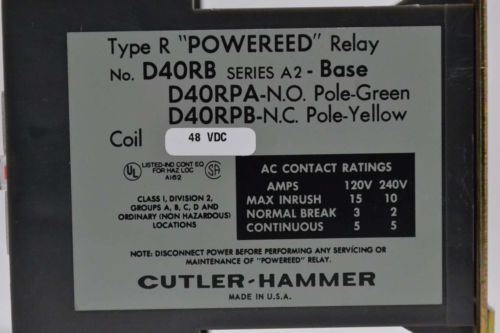 Type R "POWEREED" Relay
No. D40RB SERIES A2 - Base
D40RPA-N.O. Pole-Green
D40RPB-N.C. Pole-Yellow
Coil 48 VDC
UL LISTED-IND CONT EQ SA
FOR HAZ LOC
A162
CLASS I, DIVISION 2,
GROUPS A, B, C, D AND
ORDINARY (NON HAZARDOUS)
LOCATIONS
AC CONTACT RATINGS
AMPS 120V 240V
MAX INRUSH 15 10
NORMAL BREAK 3 2
CONTINUOUS 5 5
NOTE: DISCONNECT POWER BEFORE PERFORMING ANY SERVICING OR
MAINTENANCE OF "POWEREED" RELAY.
CUTLER-HAMMER
MADE IN U.S.A.